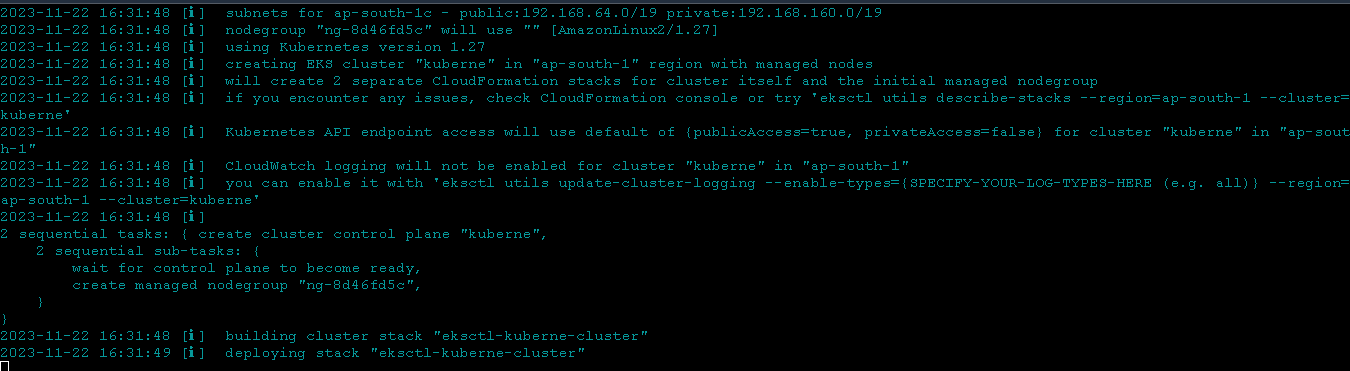 2023-11-22 16:31:48 [ℹ]  subnets for ap-south-1c - public:192.168.64.0/19 private:192.168.160.0/19
2023-11-22 16:31:48 [ℹ]  nodegroup "ng-8d46fd5c" will use "" [AmazonLinux2/1.27]
2023-11-22 16:31:48 [ℹ]  using Kubernetes version 1.27
2023-11-22 16:31:48 [ℹ]  creating EKS cluster "kuberne" in "ap-south-1" region with managed nodes
2023-11-22 16:31:48 [ℹ]  will create 2 separate CloudFormation stacks for cluster itself and the initial managed nodegroup
2023-11-22 16:31:48 [ℹ]  if you encounter any issues, check CloudFormation console or try 'eksctl utils describe-stacks --region=ap-south-1 --cluster=
kuberne'
2023-11-22 16:31:48 [ℹ]  Kubernetes API endpoint access will use default of {publicAccess=true, privateAccess=false} for cluster "kuberne" in "ap-sout
h-1"
2023-11-22 16:31:48 [ℹ]  CloudWatch logging will not be enabled for cluster "kuberne" in "ap-south-1"
2023-11-22 16:31:48 [ℹ]  you can enable it with 'eksctl utils update-cluster-logging --enable-types={SPECIFY-YOUR-LOG-TYPES-HERE (e.g. all)} --region=
ap-south-1 --cluster=kuberne'
2023-11-22 16:31:48 [ℹ]
2 sequential tasks: { create cluster control plane "kuberne",
    2 sequential sub-tasks: {
        wait for control plane to become ready,
        create managed nodegroup "ng-8d46fd5c",
    }
}
2023-11-22 16:31:48 [ℹ]  building cluster stack "eksctl-kuberne-cluster"
2023-11-22 16:31:49 [ℹ]  deploying stack "eksctl-kuberne-cluster"